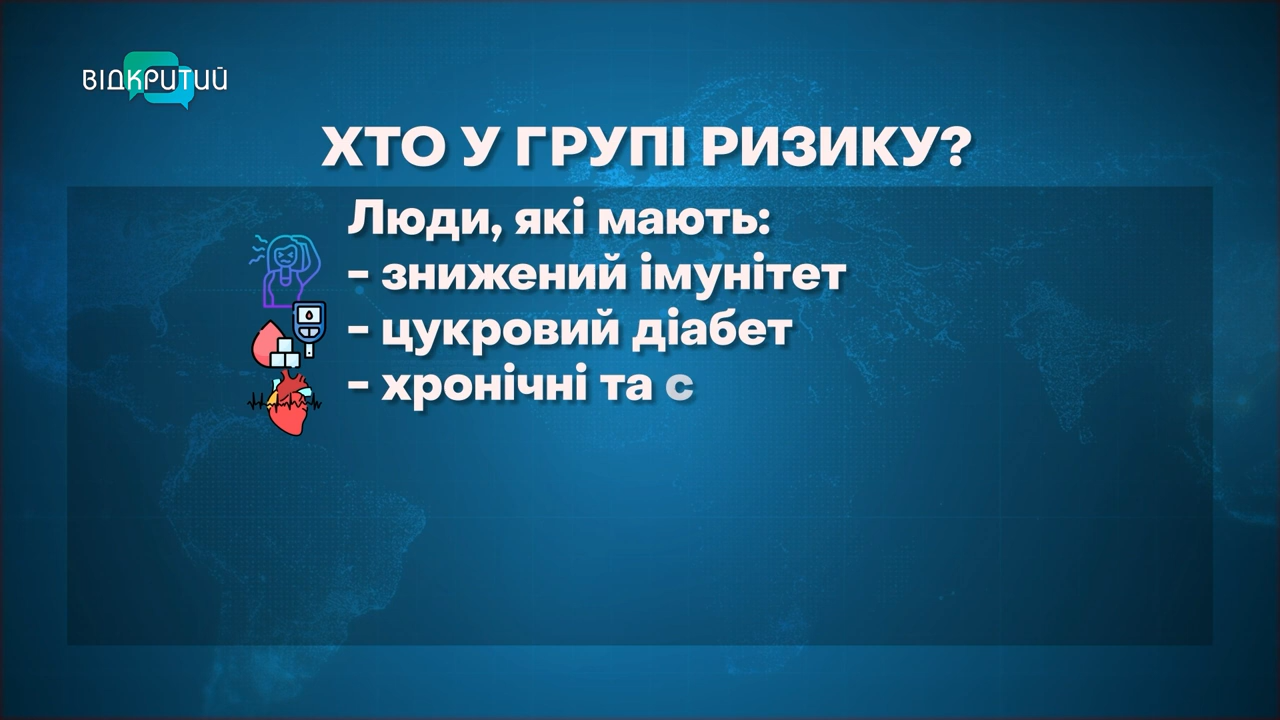 ВІДКРИТИЙ
ХТО У ГРУПІ РИЗИКУ?
Люди, які мають:
- знижений імунітет
- цукровий діабет
- хронічні та с